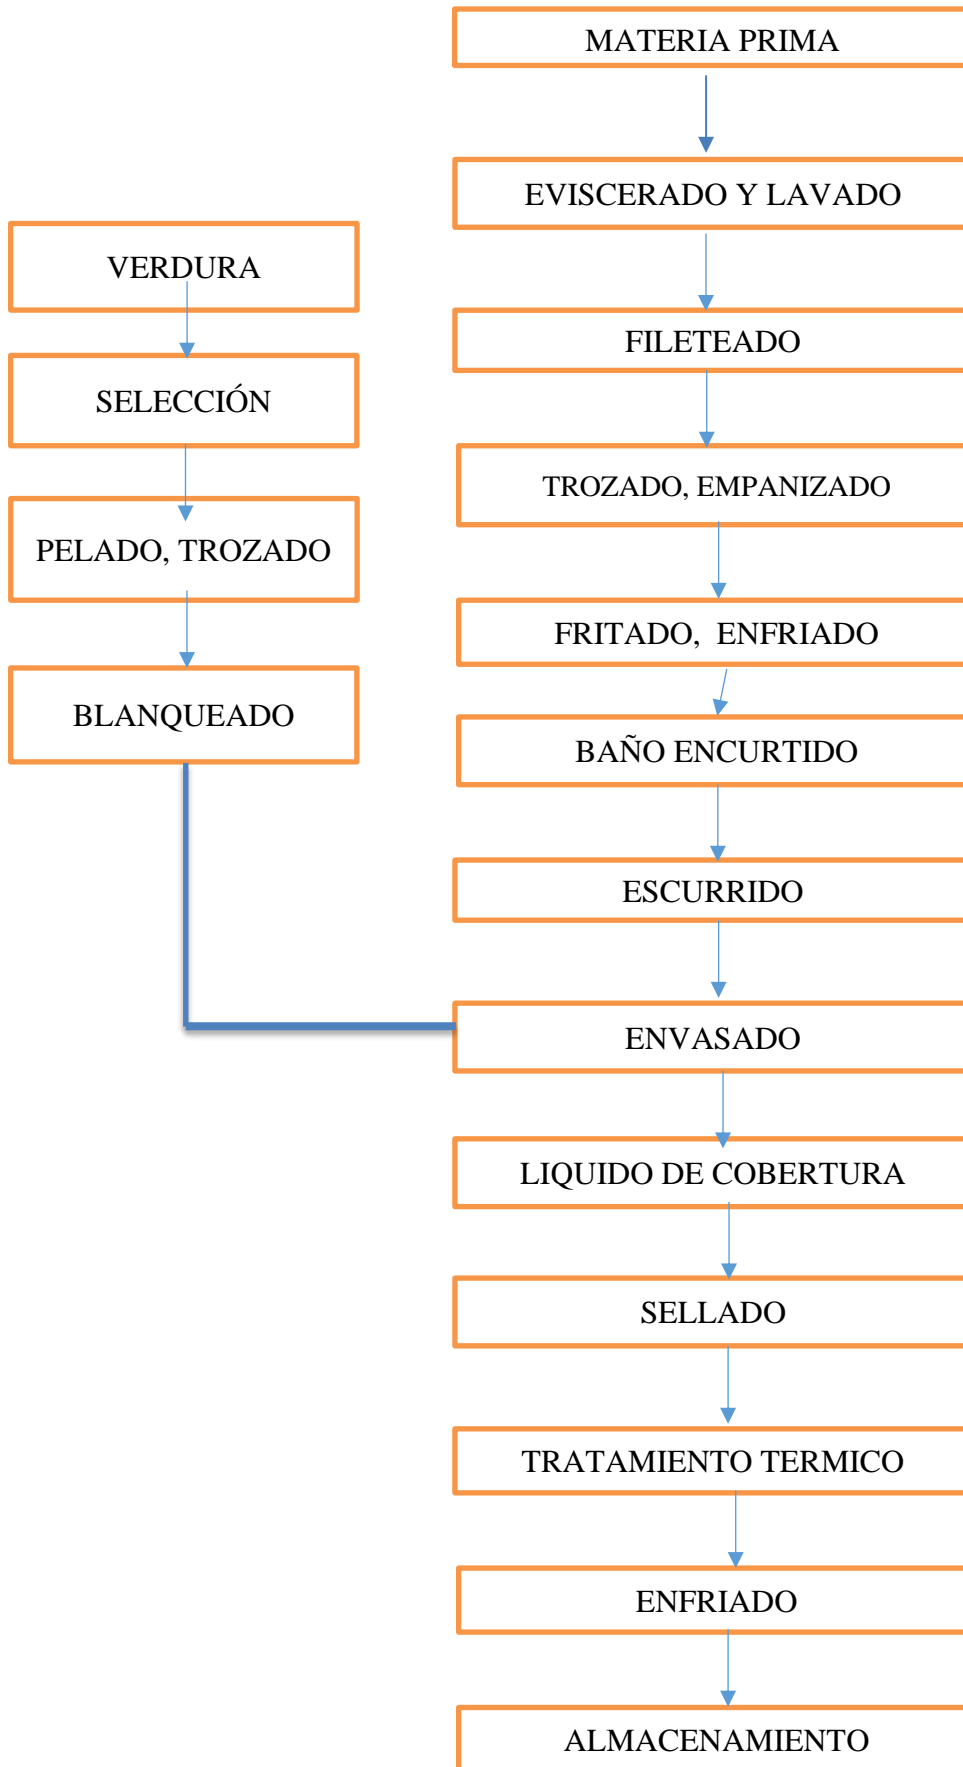 MATERIA PRIMA
EVISCERADO Y LAVADO
VERDURA
FILETEADO
SELECCIÓN
TROZADO, EMPANIZADO
PELADO, TROZADO
FRITADO, ENFRIADO
BLANQUEADO
BAÑO ENCURTIDO
ESCURRIDO
ENVASADO
LIQUIDO DE COBERTURA
SELLADO
TRATAMIENTO TERMICO
ENFRIADO
ALMACENAMIENTO